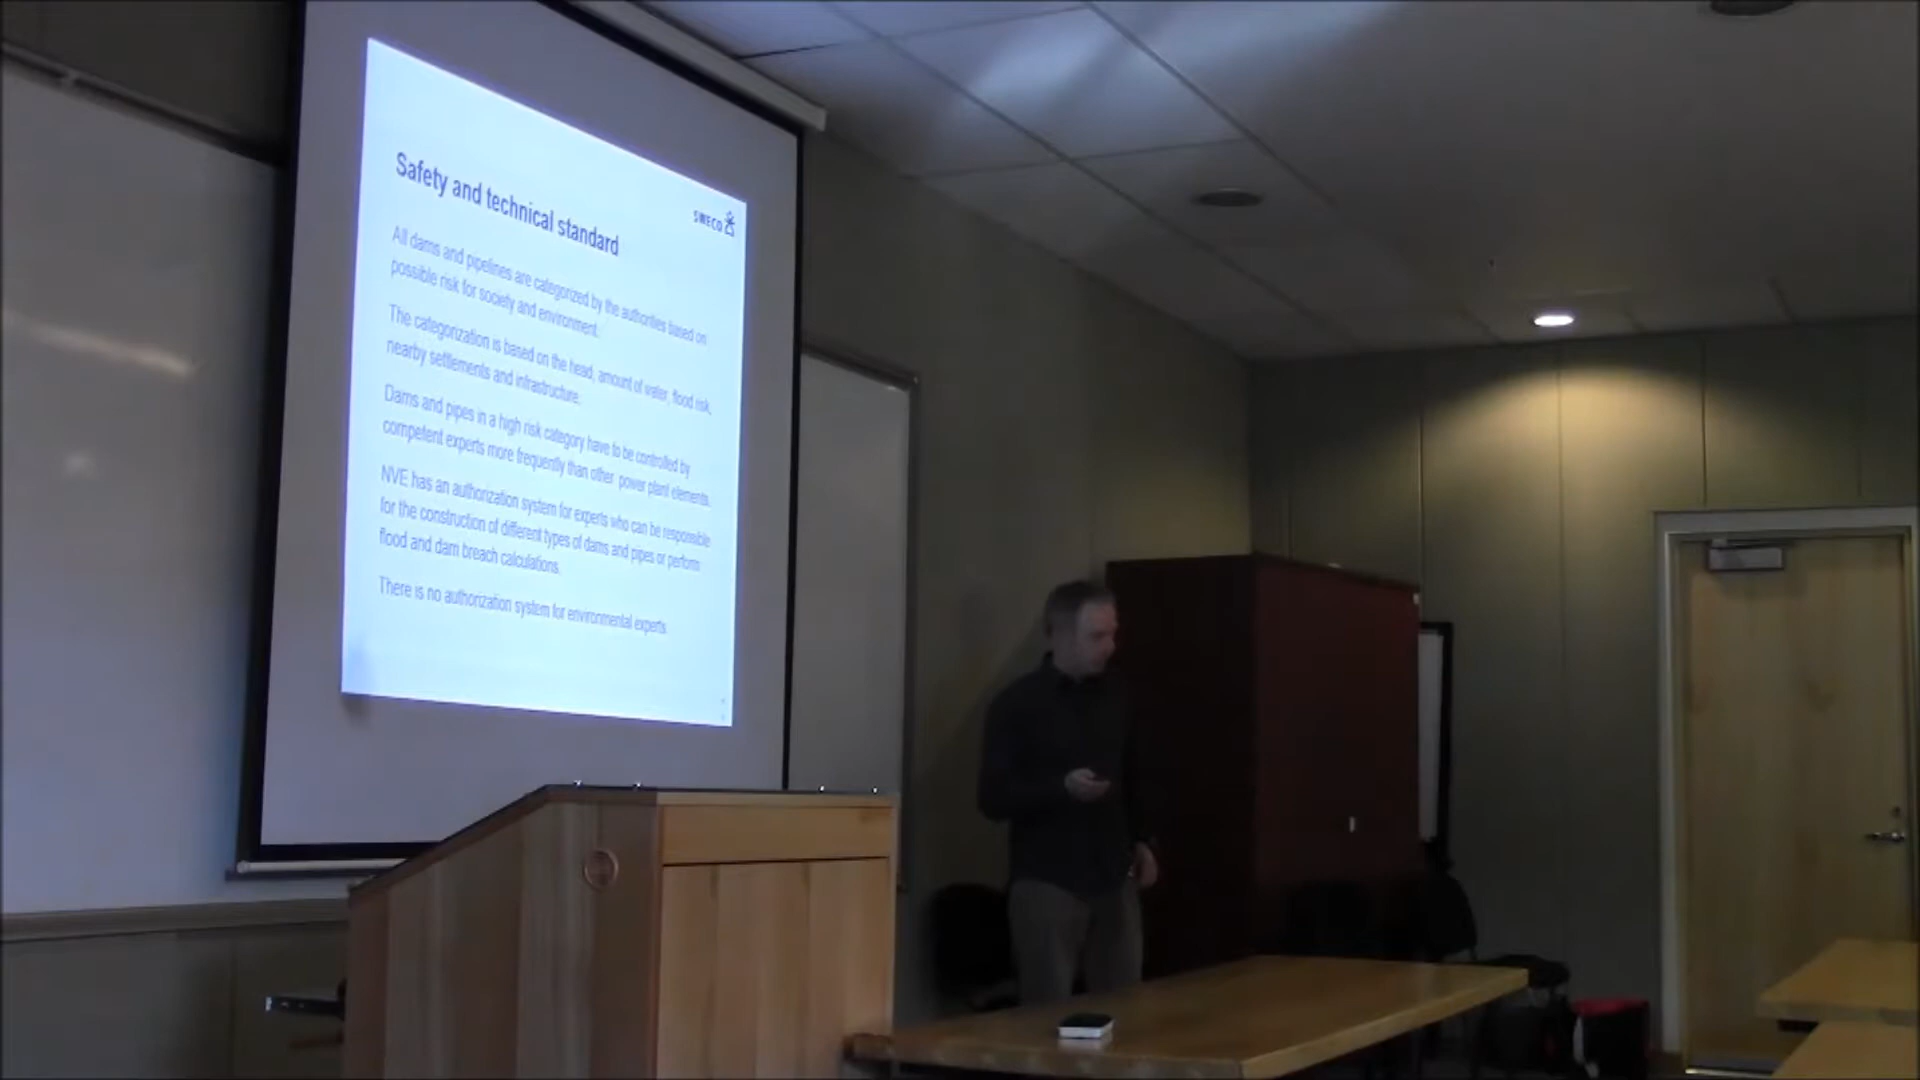 Safety and technical standard
SWECO
All dams and pipelines are categorized by the authorities based on
possible risk for society and environment.
The categorization is based on the head, amount of water, flood risk,
nearby settlements and infrastructure.
Dams and pipes in a high risk category have to be controlled by
competent experts more frequently than other power plant elements.
NVE has an authorization system for experts who can be responsible
for the construction of different types of dams and pipes or perform
flood and dam breach calculations.
There is no authorization system for environmental experts